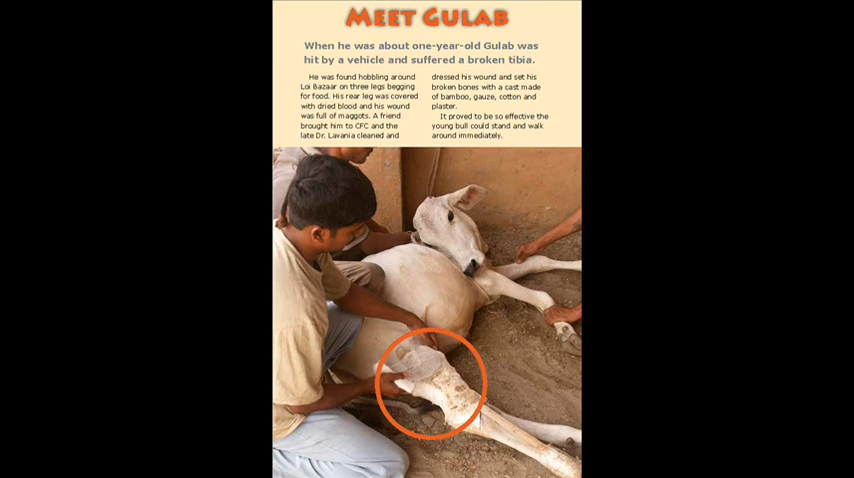 MEET GULAB
When he was about one-year-old Gulab was
hit by a vehicle and suffered a broken tibia.
He was found hobbling around
Loi Bazaar on three legs begging
for food. His rear leg was covered
with dried blood and his wound
was full of maggots. A friend
brought him to CFC and the
late Dr. Lavania cleaned and
dressed his wound and set his
broken bones with a cast made
of bamboo, gauze, cotton and
plaster.
It proved to be so effective the
young bull could stand and walk
around immediately.